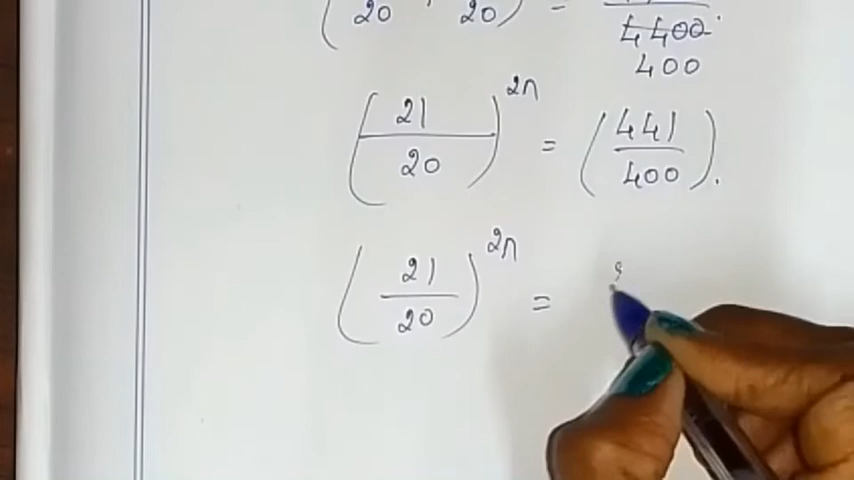 ( 20 20 ) = 4400
400
( 21 / 20 )^2n = ( 441 / 400 ).
( 21 / 20 )^2n =